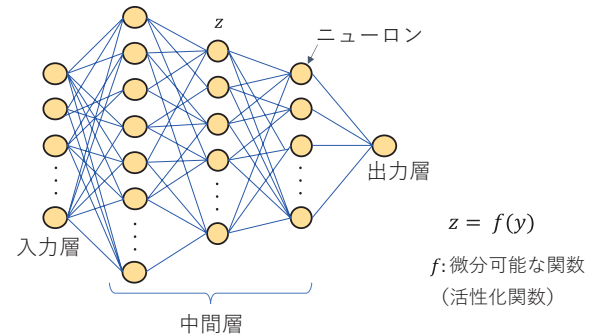 z
ニューロン
出力層
入力層
中間層
z = f(y)
f: 微分可能な関数
（活性化関数）